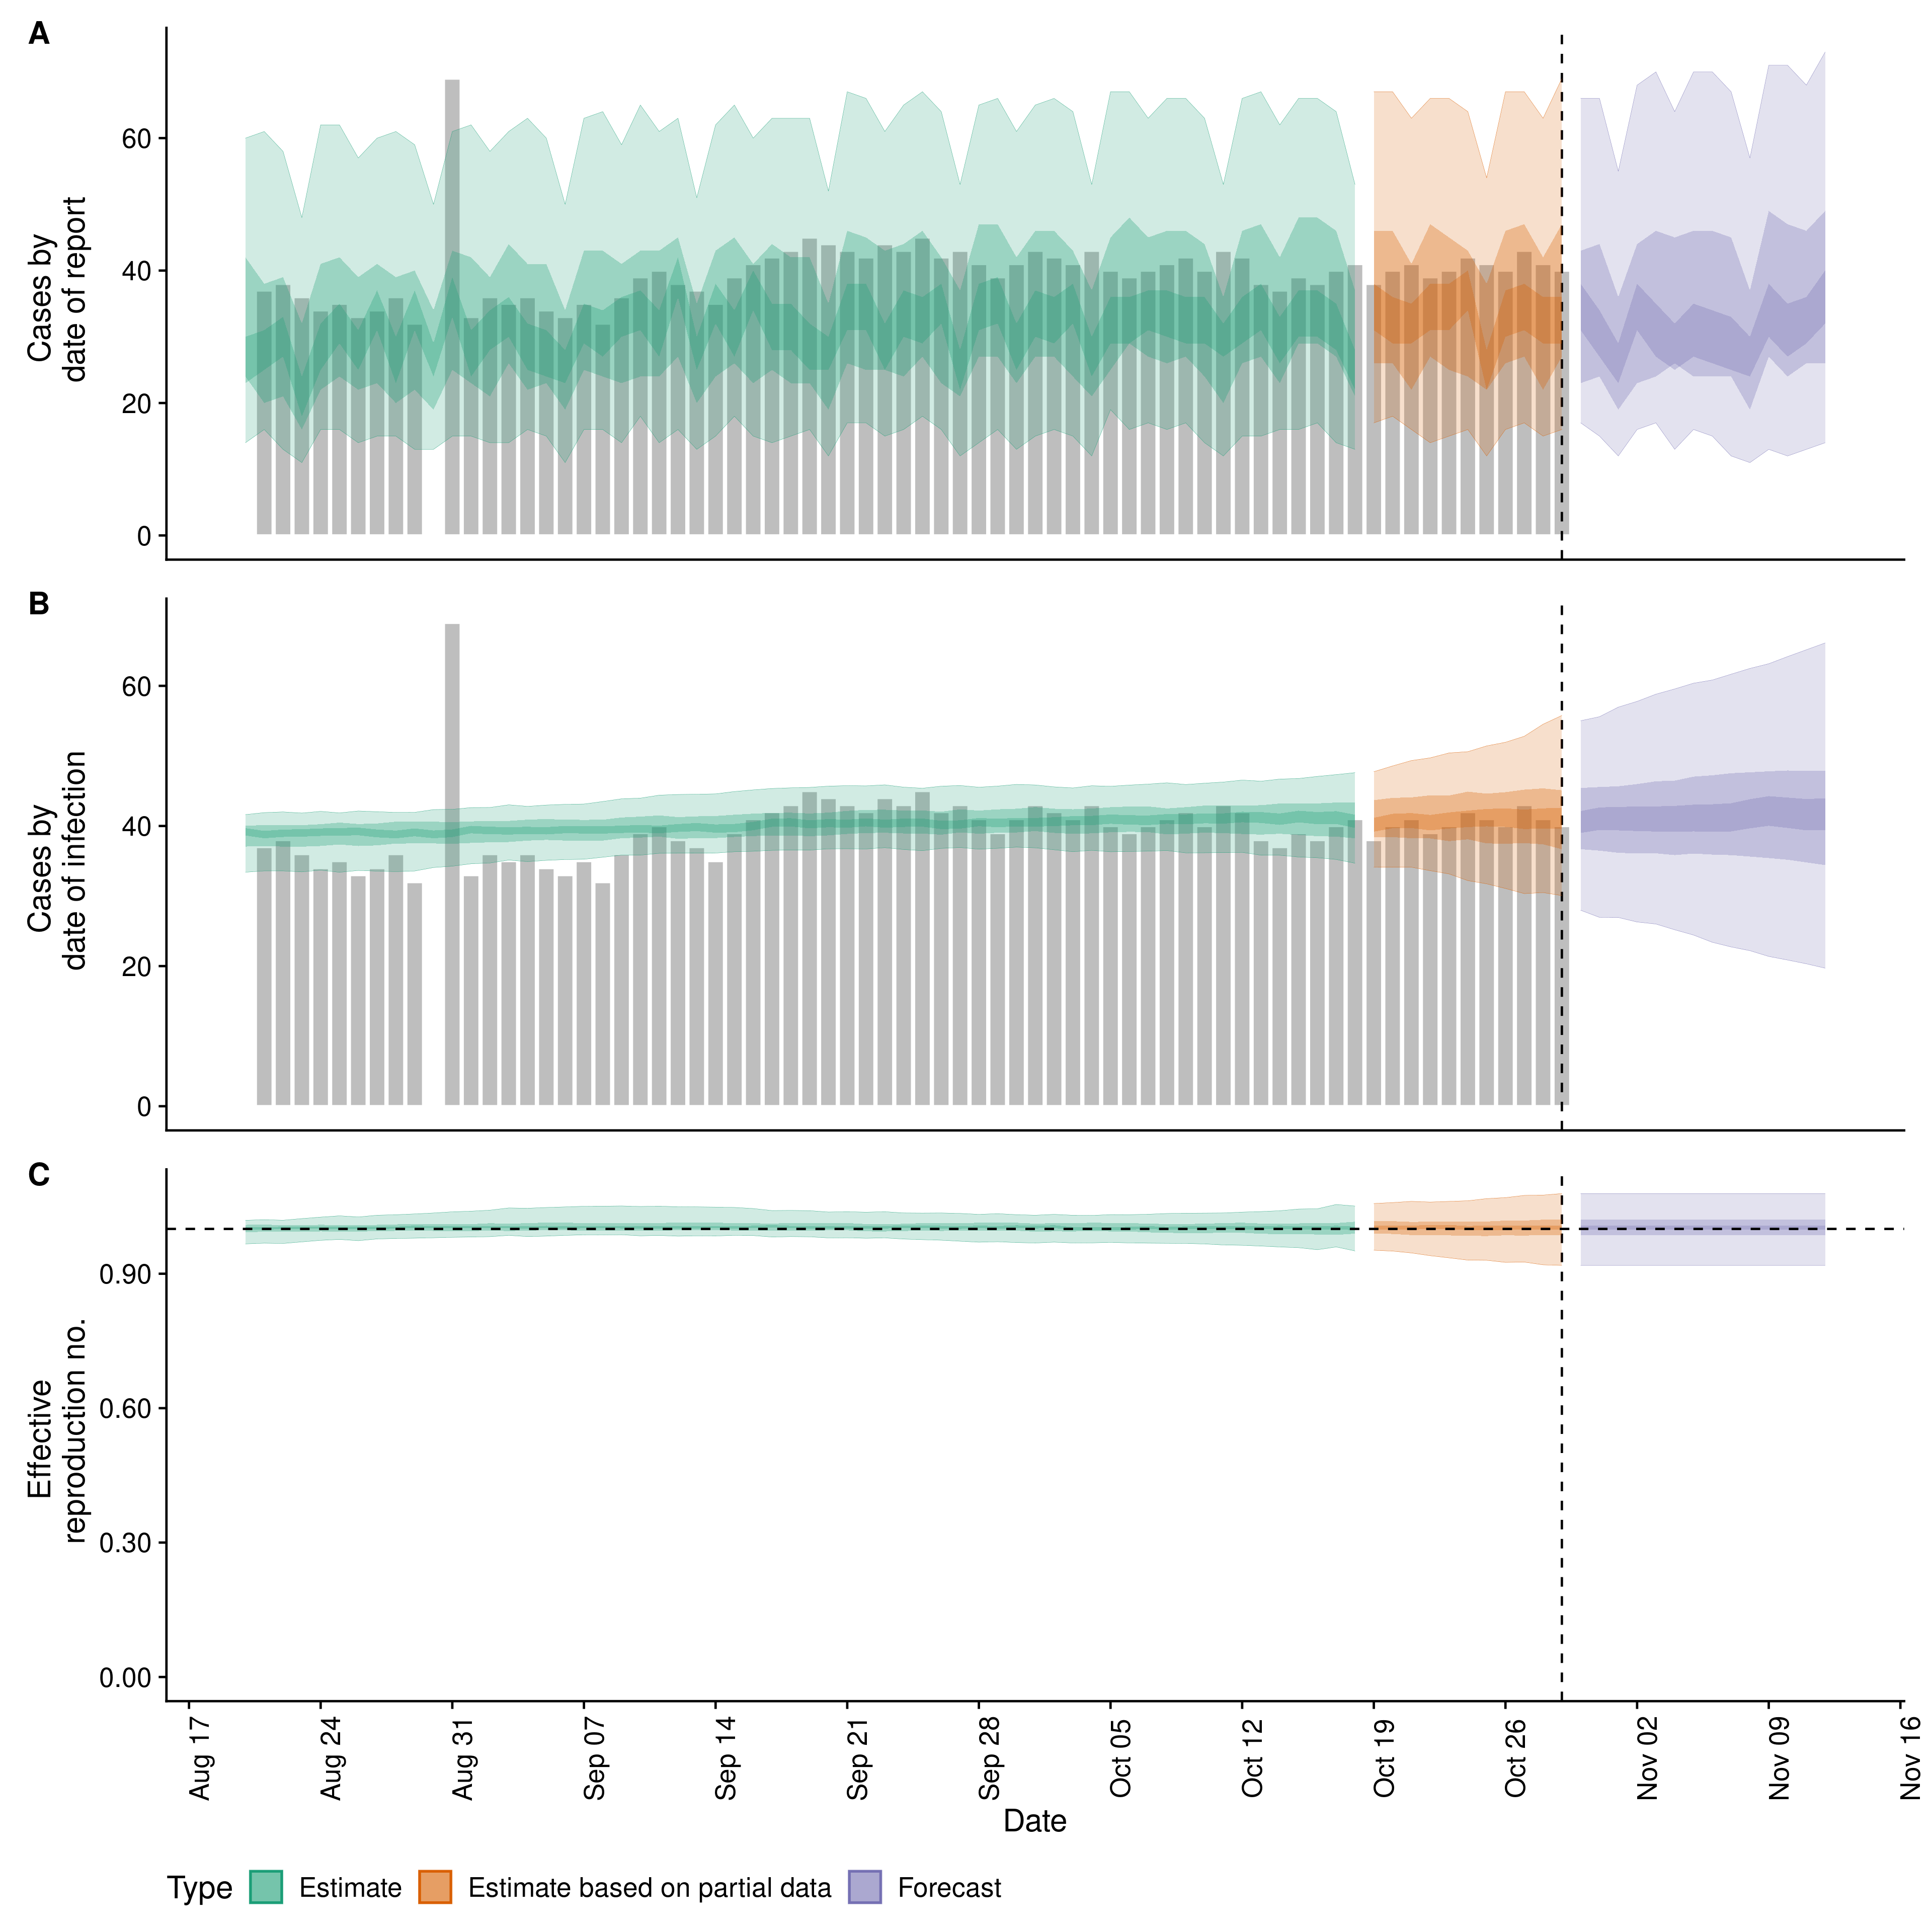 A
Cases by
date of report
60
40
20
0
B
Cases by
date of infection
60
40
20
0
C
Effective
reproduction no.
0.90
0.60
0.30
0.00
Aug 17
Aug 24
Aug 31
Sep 07
Sep 14
Sep 21
Sep 28
Oct 05
Oct 12
Oct 19
Oct 26
Nov 02
Nov 09
Nov 16
Date
Type Estimate Estimate based on partial data Forecast